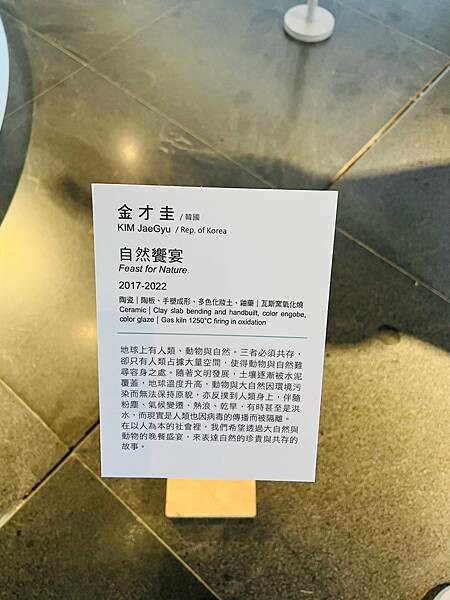 金才圭 / 韓國
KIM JaeGyu / Rep. of Korea
自然饗宴
Feast for Nature
2017-2022
陶瓷｜陶板、手塑成形、多色化妝土、釉藥｜瓦斯窯氧化燒
Ceramic｜Clay slab bending and handbuilt, color engobe,
color glaze｜Gas kiln 1250°C firing in oxidation
地球上有人類、動物與自然。三者必須共存，
卻只有人類占據大量空間，使得動物與自然難
尋容身之處。隨著文明發展，土壤逐漸被水泥
覆蓋，地球溫度升高，動物與大自然因環境污
染而無法保持原貌，亦反撲到人類身上，伴隨
粉塵、氣候變遷、熱浪、乾旱，有時甚至是洪
水，而現實是人類也因病毒的傳播而被隔離。
在以人為本的社會裡，我們希望透過大自然與
動物的晚餐盛宴，來表達自然的珍貴與共存的
故事。